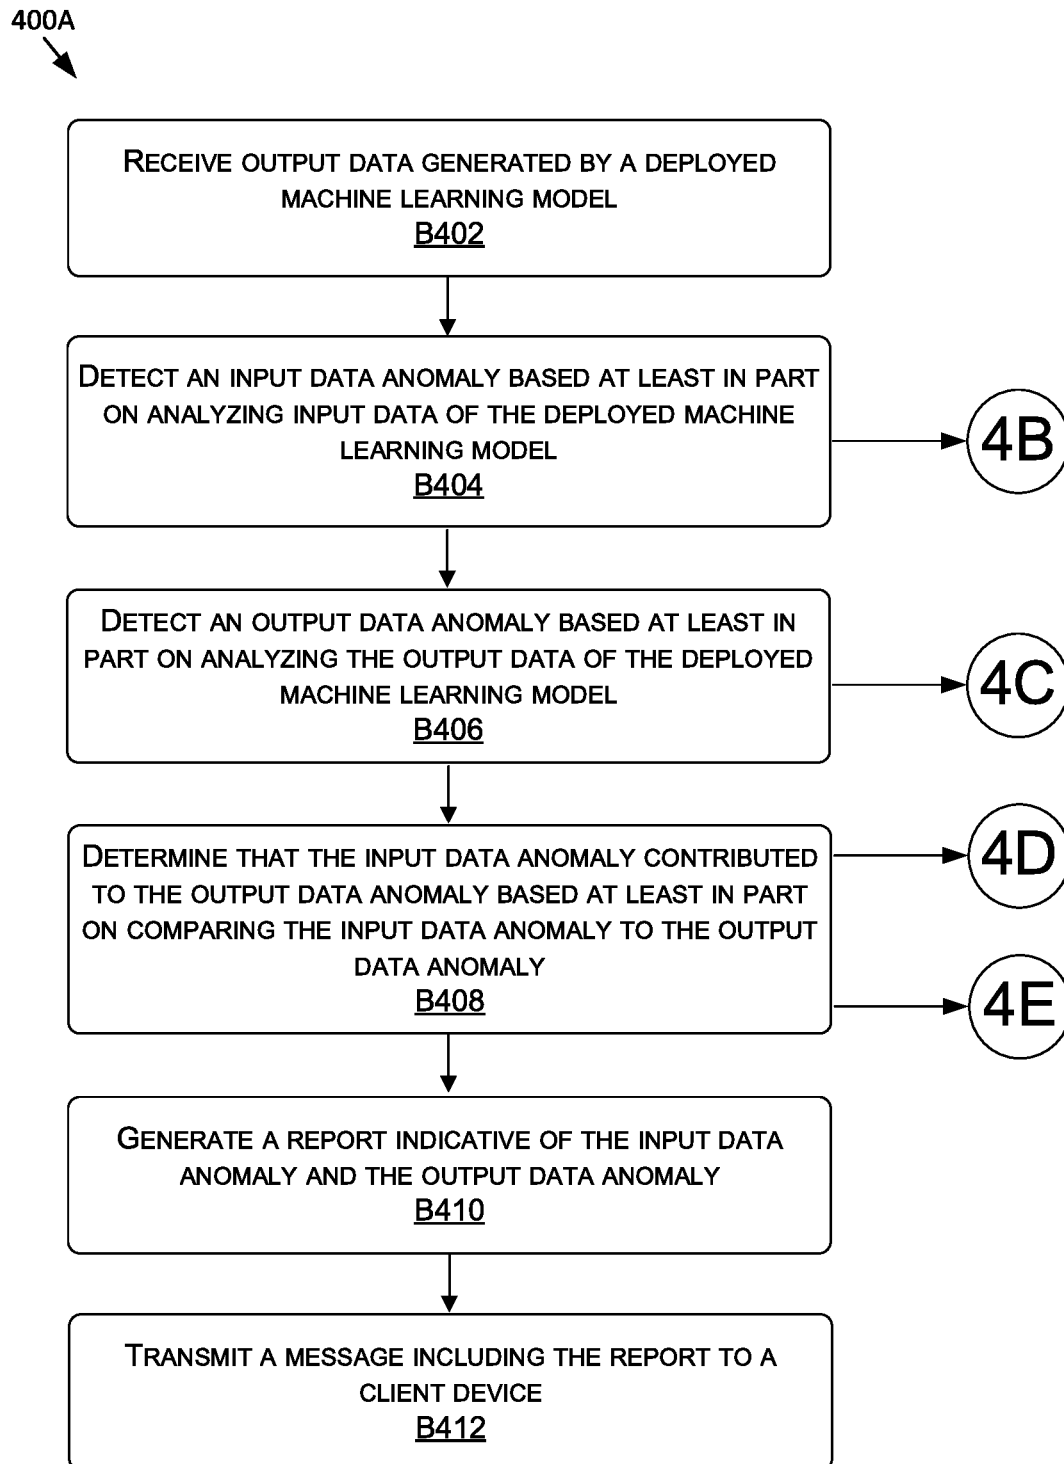 400A
RECEIVE OUTPUT DATA GENERATED BY A DEPLOYED
MACHINE LEARNING MODEL
B402
DETECT AN INPUT DATA ANOMALY BASED AT LEAST IN PART
ON ANALYZING INPUT DATA OF THE DEPLOYED MACHINE
LEARNING MODEL
B404
4B
DETECT AN OUTPUT DATA ANOMALY BASED AT LEAST IN
PART ON ANALYZING THE OUTPUT DATA OF THE DEPLOYED
MACHINE LEARNING MODEL
B406
4C
DETERMINE THAT THE INPUT DATA ANOMALY CONTRIBUTED
TO THE OUTPUT DATA ANOMALY BASED AT LEAST IN PART
ON COMPARING THE INPUT DATA ANOMALY TO THE OUTPUT
DATA ANOMALY
B408
4D
4E
GENERATE A REPORT INDICATIVE OF THE INPUT DATA
ANOMALY AND THE OUTPUT DATA ANOMALY
B410
TRANSMIT A MESSAGE INCLUDING THE REPORT TO A
CLIENT DEVICE
B412